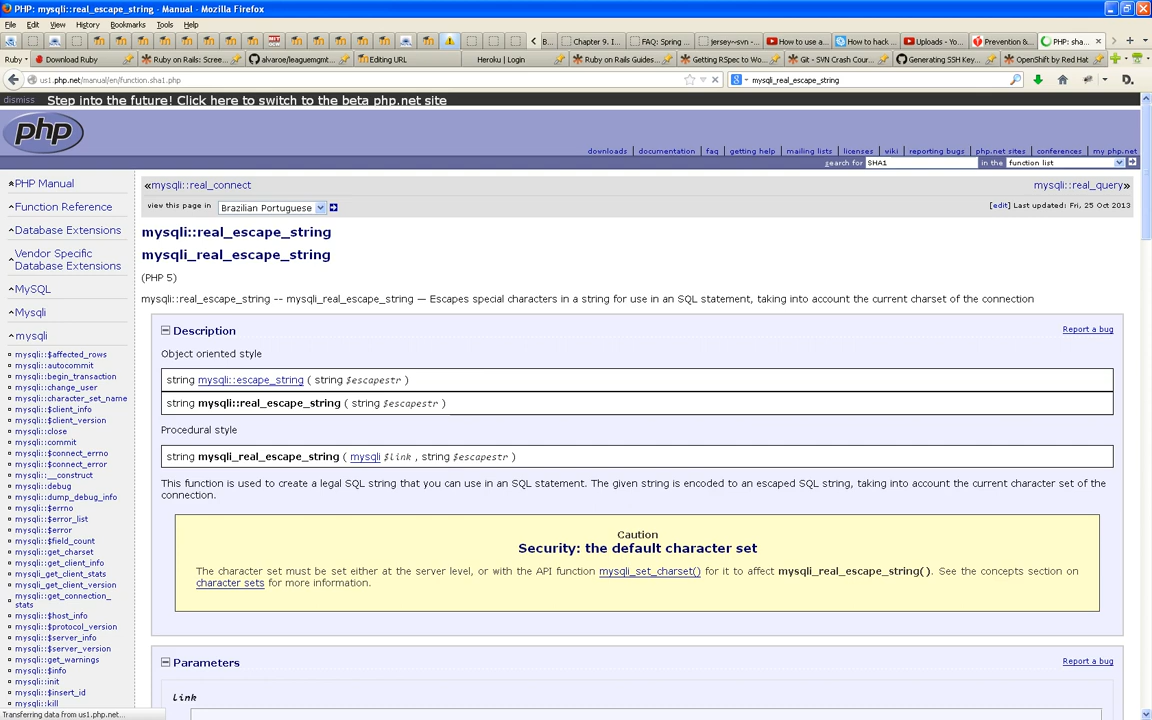 PHP: mysqli::real_escape_string - Manual - Mozilla Firefox
File Edit View History Bookmarks Tools Help
B... Chapter 9. I... FAQ: Spring ... jersey~svn -... How to use a... How to hack ... Uploads - Yo... Prevention &... PHP: sha...
Ruby Download Ruby Ruby on Rails: Scree... alvaroe/leaguemgmt... Editing URL Heroku | Login Ruby on Rails Guides... Getting RSpec to Wor... Git - SVN Crash Cour... Generating SSH Key... OpenShift by Red Hat
us1.php.net/manual/en/function.sha1.php mysqli_real_escape_string
dismiss Step into the future! Click here to switch to the beta php.net site
php
downloads | documentation | faq | getting help | mailing lists | licenses | wiki | reporting bugs | php.net sites | conferences | my php.net
search for SHA1 in the function list
PHP Manual
Function Reference
Database Extensions
Vendor Specific
Database Extensions
MySQL
Mysqli
mysqli
mysqli::$affected_rows
mysqli::autocommit
mysqli::begin_transaction
mysqli::change_user
mysqli::character_set_name
mysqli::$client_info
mysqli::$client_version
mysqli::close
mysqli::commit
mysqli::$connect_errno
mysqli::$connect_error
mysqli::__construct
mysqli::debug
mysqli::dump_debug_info
mysqli::$errno
mysqli::$error_list
mysqli::$error
mysqli::$field_count
mysqli::get_charset
mysqli::get_client_info
mysqli_get_client_stats
mysqli_get_client_version
mysqli::get_connection_
stats
mysqli::$host_info
mysqli::$protocol_version
mysqli::$server_info
mysqli::$server_version
mysqli::get_warnings
mysqli::$info
mysqli::init
mysqli::$insert_id
mysqli::kill
«mysqli::real_connect mysqli::real_query»
view this page in Brazilian Portuguese [edit] Last updated: Fri, 25 Oct 2013
mysqli::real_escape_string
mysqli_real_escape_string
(PHP 5)
mysqli::real_escape_string -- mysqli_real_escape_string — Escapes special characters in a string for use in an SQL statement, taking into account the current charset of the connection
Description Report a bug
Object oriented style
string mysqli::escape_string ( string $escapestr )
string mysqli::real_escape_string ( string $escapestr )
Procedural style
string mysqli_real_escape_string ( mysqli $link , string $escapestr )
This function is used to create a legal SQL string that you can use in an SQL statement. The given string is encoded to an escaped SQL string, taking into account the current character set of the
connection.
Caution
Security: the default character set
The character set must be set either at the server level, or with the API function mysqli_set_charset() for it to affect mysqli_real_escape_string(). See the concepts section on
character sets for more information.
Parameters Report a bug
link
Transferring data from us1.php.net...